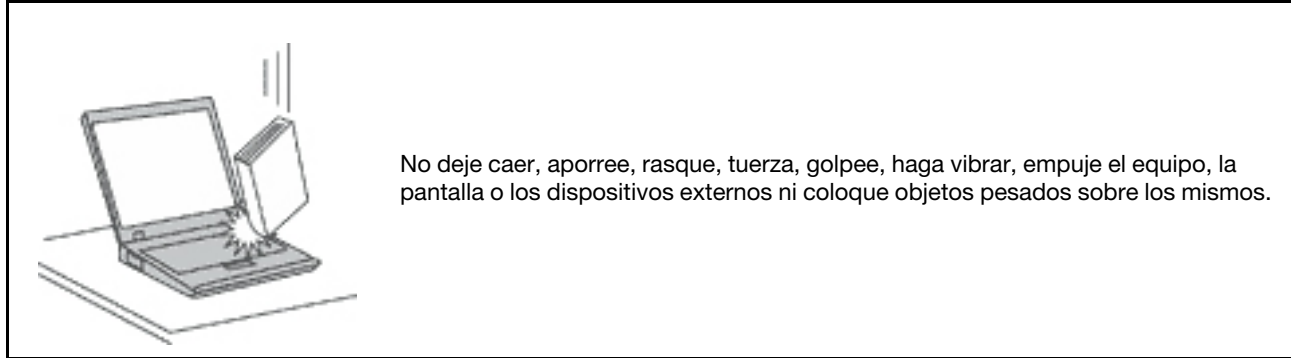 No deje caer, aporree, rasque, tuerza, golpee, haga vibrar, empuje el equipo, la
pantalla o los dispositivos externos ni coloque objetos pesados sobre los mismos.